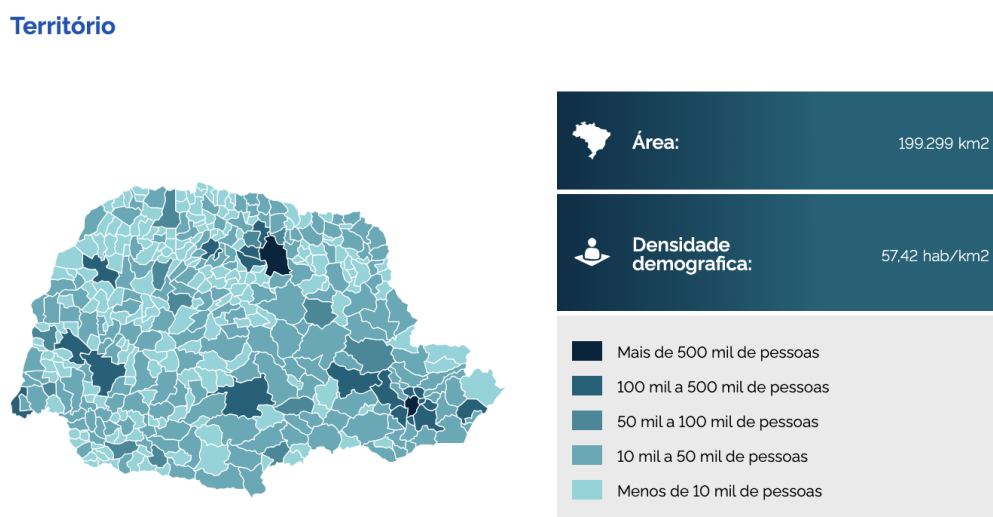 Território
Área:
199.299 km2
Densidade
demografica:
57,42 hab/km2
Mais de 500 mil de pessoas
100 mil a 500 mil de pessoas
50 mil a 100 mil de pessoas
10 mil a 50 mil de pessoas
Menos de 10 mil de pessoas